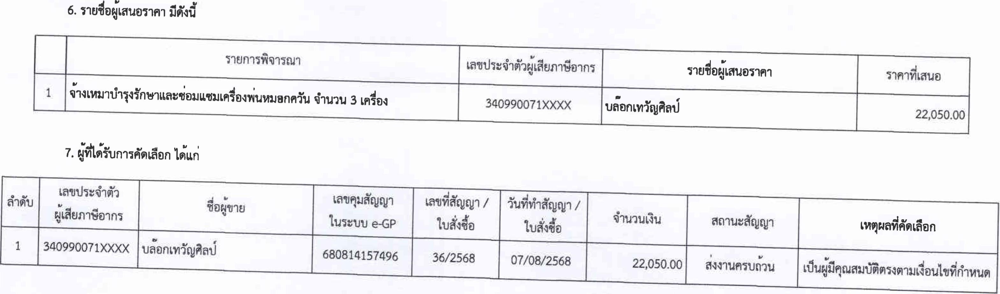 6. รายชื่อผู้เสนอราคา มีดังนี้
รายการพิจารณา เลขประจำตัวผู้เสียภาษีอากร รายชื่อผู้เสนอราคา ราคาที่เสนอ
1 จ้างเหมาบำรุงรักษาและซ่อมแซมเครื่องพ่นหมอกควัน จำนวน 3 เครื่อง 340990071XXXX บล๊อกเทวัญศิลป์ 22,050.00
7. ผู้ที่ได้รับการคัดเลือก ได้แก่
ลำดับ เลขประจำตัว ชื่อผู้ขาย เลขคุมสัญญา เลขที่สัญญา / วันที่ทำสัญญา / จำนวนเงิน สถานะสัญญา เหตุผลที่คัดเลือก
ผู้เสียภาษีอากร ในระบบ e-GP ใบสั่งซื้อ ใบสั่งซื้อ
1 340990071XXXX บล๊อกเทวัญศิลป์ 680814157496 36/2568 07/08/2568 22,050.00 ส่งงานครบถ้วน เป็นผู้มีคุณสมบัติตรงตามเงื่อนไขที่กำหนด